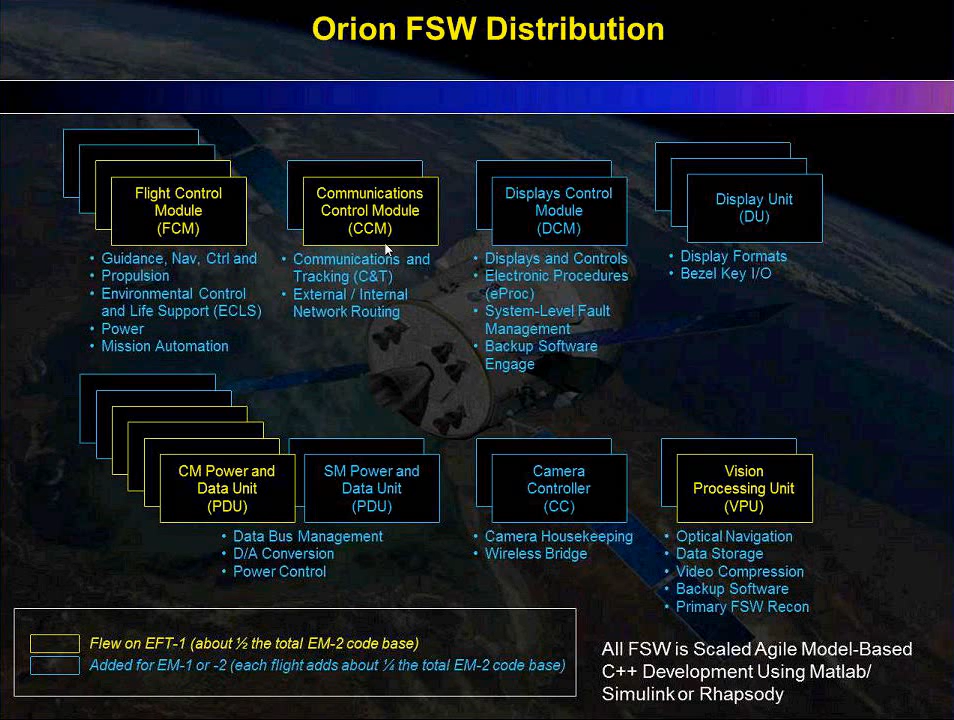 Orion FSW Distribution
Flight Control
Module
(FCM)
• Guidance, Nav, Ctrl and
• Propulsion
• Environmental Control
and Life Support (ECLS)
• Power
• Mission Automation
Communications
Control Module
(CCM)
• Communications and
Tracking (C&T)
• External / Internal
Network Routing
Displays Control
Module
(DCM)
• Displays and Controls
• Electronic Procedures
(eProc)
• System-Level Fault
Management
• Backup Software
Engage
Display Unit
(DU)
• Display Formats
• Bezel Key I/O
CM Power and
Data Unit
(PDU)
SM Power and
Data Unit
(PDU)
• Data Bus Management
• D/A Conversion
• Power Control
Camera
Controller
(CC)
• Camera Housekeeping
• Wireless Bridge
Vision
Processing Unit
(VPU)
• Optical Navigation
• Data Storage
• Video Compression
• Backup Software
• Primary FSW Recon
Flew on EFT-1 (about ½ the total EM-2 code base)
Added for EM-1 or -2 (each flight adds about ¼ the total EM-2 code base)
All FSW is Scaled Agile Model-Based
C++ Development Using Matlab/
Simulink or Rhapsody